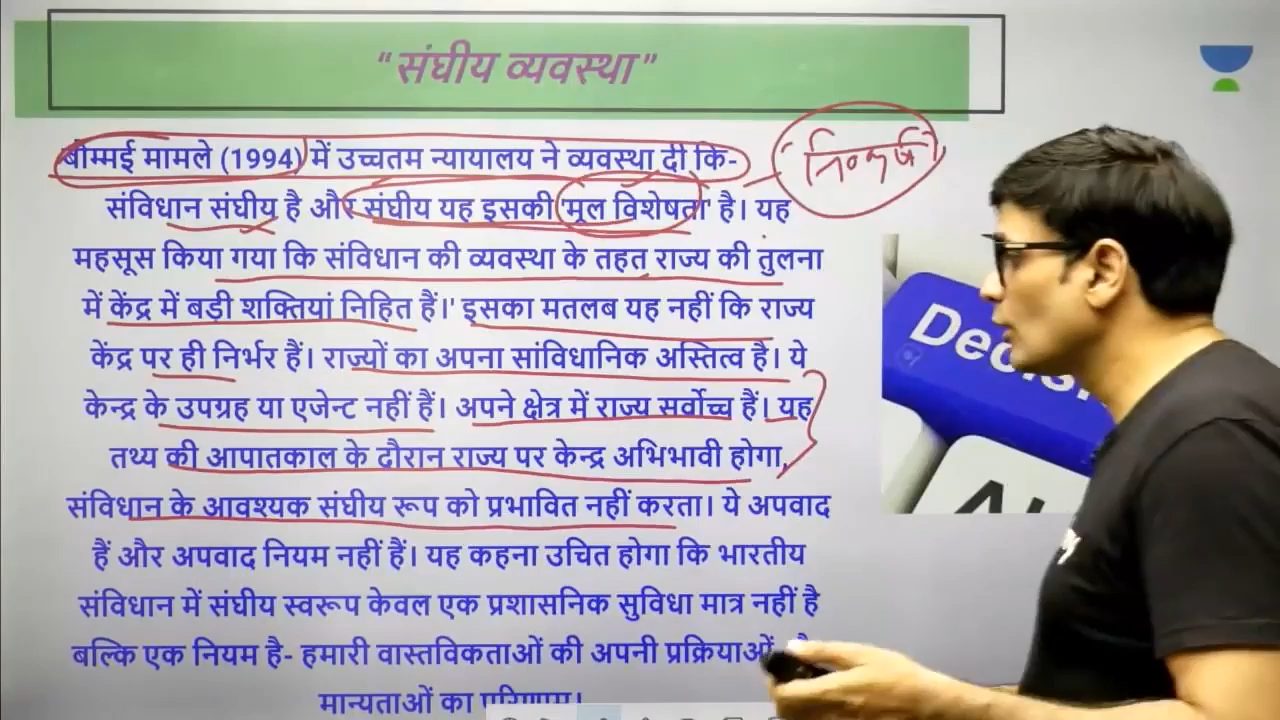 “संघीय व्यवस्था”
बोम्मई मामले (1994) में उच्चतम न्यायालय ने व्यवस्था दी कि-
निष्कर्ष
संविधान संघीय है और संघीय यह इसकी 'मूल विशेषता' है। यह
महसूस किया गया कि संविधान की व्यवस्था के तहत राज्य की तुलना
में केंद्र में बड़ी शक्तियां निहित हैं।' इसका मतलब यह नहीं कि राज्य
केंद्र पर ही निर्भर हैं। राज्यों का अपना सांविधानिक अस्तित्व है। ये
केन्द्र के उपग्रह या एजेन्ट नहीं हैं। अपने क्षेत्र में राज्य सर्वोच्च हैं। यह
तथ्य की आपातकाल के दौरान राज्य पर केन्द्र अभिभावी होगा,
संविधान के आवश्यक संघीय रूप को प्रभावित नहीं करता। ये अपवाद
हैं और अपवाद नियम नहीं हैं। यह कहना उचित होगा कि भारतीय
संविधान में संघीय स्वरूप केवल एक प्रशासनिक सुविधा मात्र नहीं है
बल्कि एक नियम है- हमारी वास्तविकताओं की अपनी प्रक्रियाओं
मान्यताओं का परिणाम।